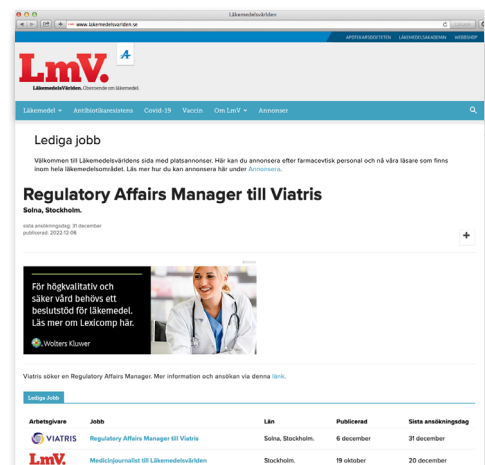 Läkemedelsvärlden
www.lakemedelsvarlden.se
APOTEKARSOCIETETEN LÄKEMEDELSAKADEMIN WEBBSHOP
LmV.
Läkemedelsvärlden. Oberoende om läkemedel.
Läkemedel Antibiotikaresistens Covid-19 Vaccin Om LmV Annonser
Lediga jobb
Välkommen till Läkemedelsvärldens sida med platsannonser. Här kan du annonsera efter farmacevtisk personal och nå våra läsare som finns
inom hela läkemedelsområdet. Läs mer hur du kan annonsera här under Annonsera.
Regulatory Affairs Manager till Viatris
Solna, Stockholm.
sista ansökningsdag: 31 december
publicerad: 2022-12-06
+
För högkvalitativ och
säker vård behövs ett
beslutstöd för läkemedel.
Läs mer om Lexicomp här.
Wolters Kluwer
Viatris söker en Regulatory Affairs Manager. Mer information och ansökan via denna länk.
Lediga Jobb
Arbetsgivare Jobb Län Publicerad Sista ansökningsdag
VIATRIS Regulatory Affairs Manager till Viatris Solna, Stockholm. 6 december 31 december
LmV. Medicinjournalist till Läkemedelsvärlden Stockholm. 19 oktober 20 december